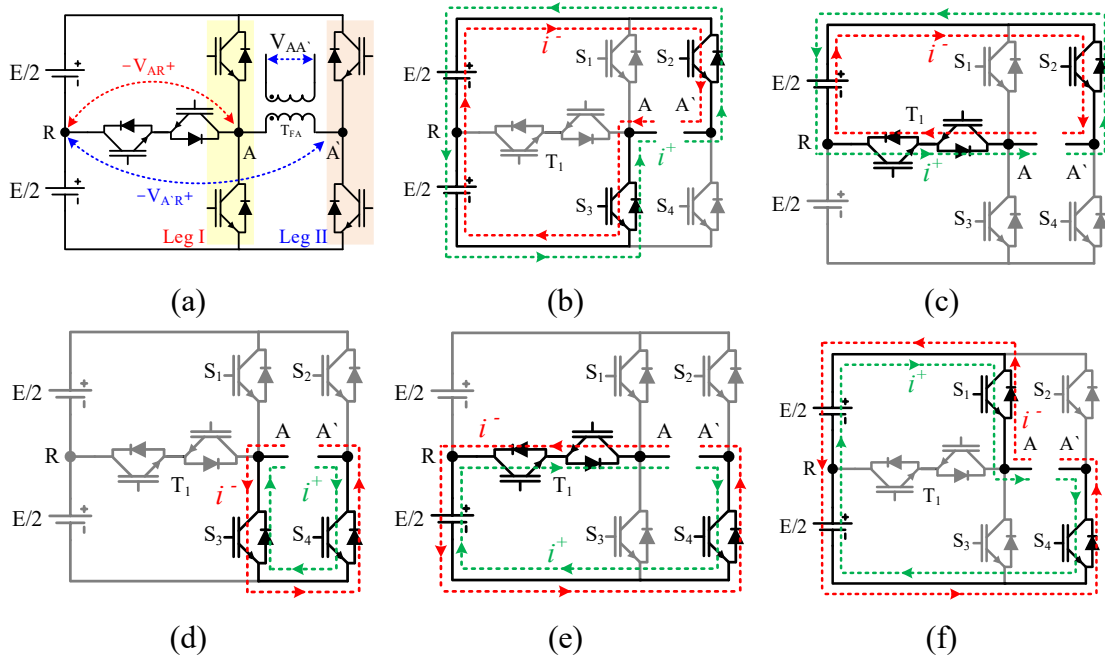 E/2
−V_AR+
V_AA`
R
T_FA
A
A`
E/2
−V_A`R+
Leg I
Leg II
(a)
i⁻
S₁
S₂
E/2
A
A`
R
i⁺
T₁
E/2
S₃
S₄
(b)
i⁻
S₁
S₂
E/2
T₁
R
i⁺
A
A`
E/2
S₃
S₄
(c)
S₁
S₂
E/2
A
A`
R
T₁
i⁻
i⁺
E/2
S₃
S₄
(d)
S₁
S₂
E/2
i⁻
A
A`
R
T₁
E/2
S₃
S₄
i⁺
(e)
i⁺
S₁
S₂
E/2
i⁻
A
A`
R
T₁
E/2
S₃
S₄
(f)